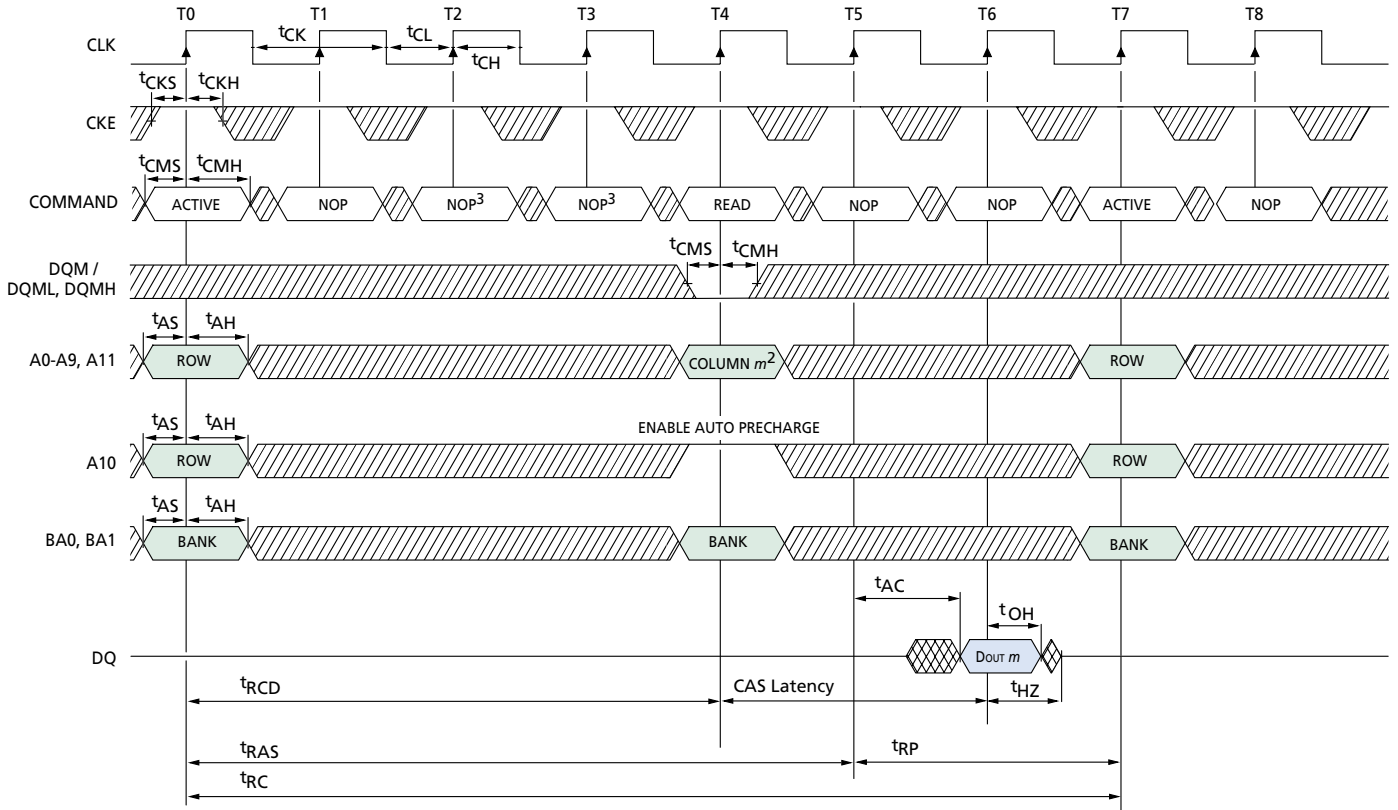 T0 T1 T2 T3 T4 T5 T6 T7 T8
CLK
tCK tCL
tCH
tCKS tCKH
CKE
tCMS tCMH
COMMAND ACTIVE NOP NOP3 NOP3 READ NOP NOP ACTIVE NOP
tCMS tCMH
DQM /
DQML, DQMH
tAS tAH
A0-A9, A11 ROW COLUMN m2 ROW
ENABLE AUTO PRECHARGE
tAS tAH
A10 ROW ROW
tAS tAH
BA0, BA1 BANK BANK BANK
tAC
tOH
DQ DOUT m
tRCD CAS Latency tHZ
tRAS tRP
tRC